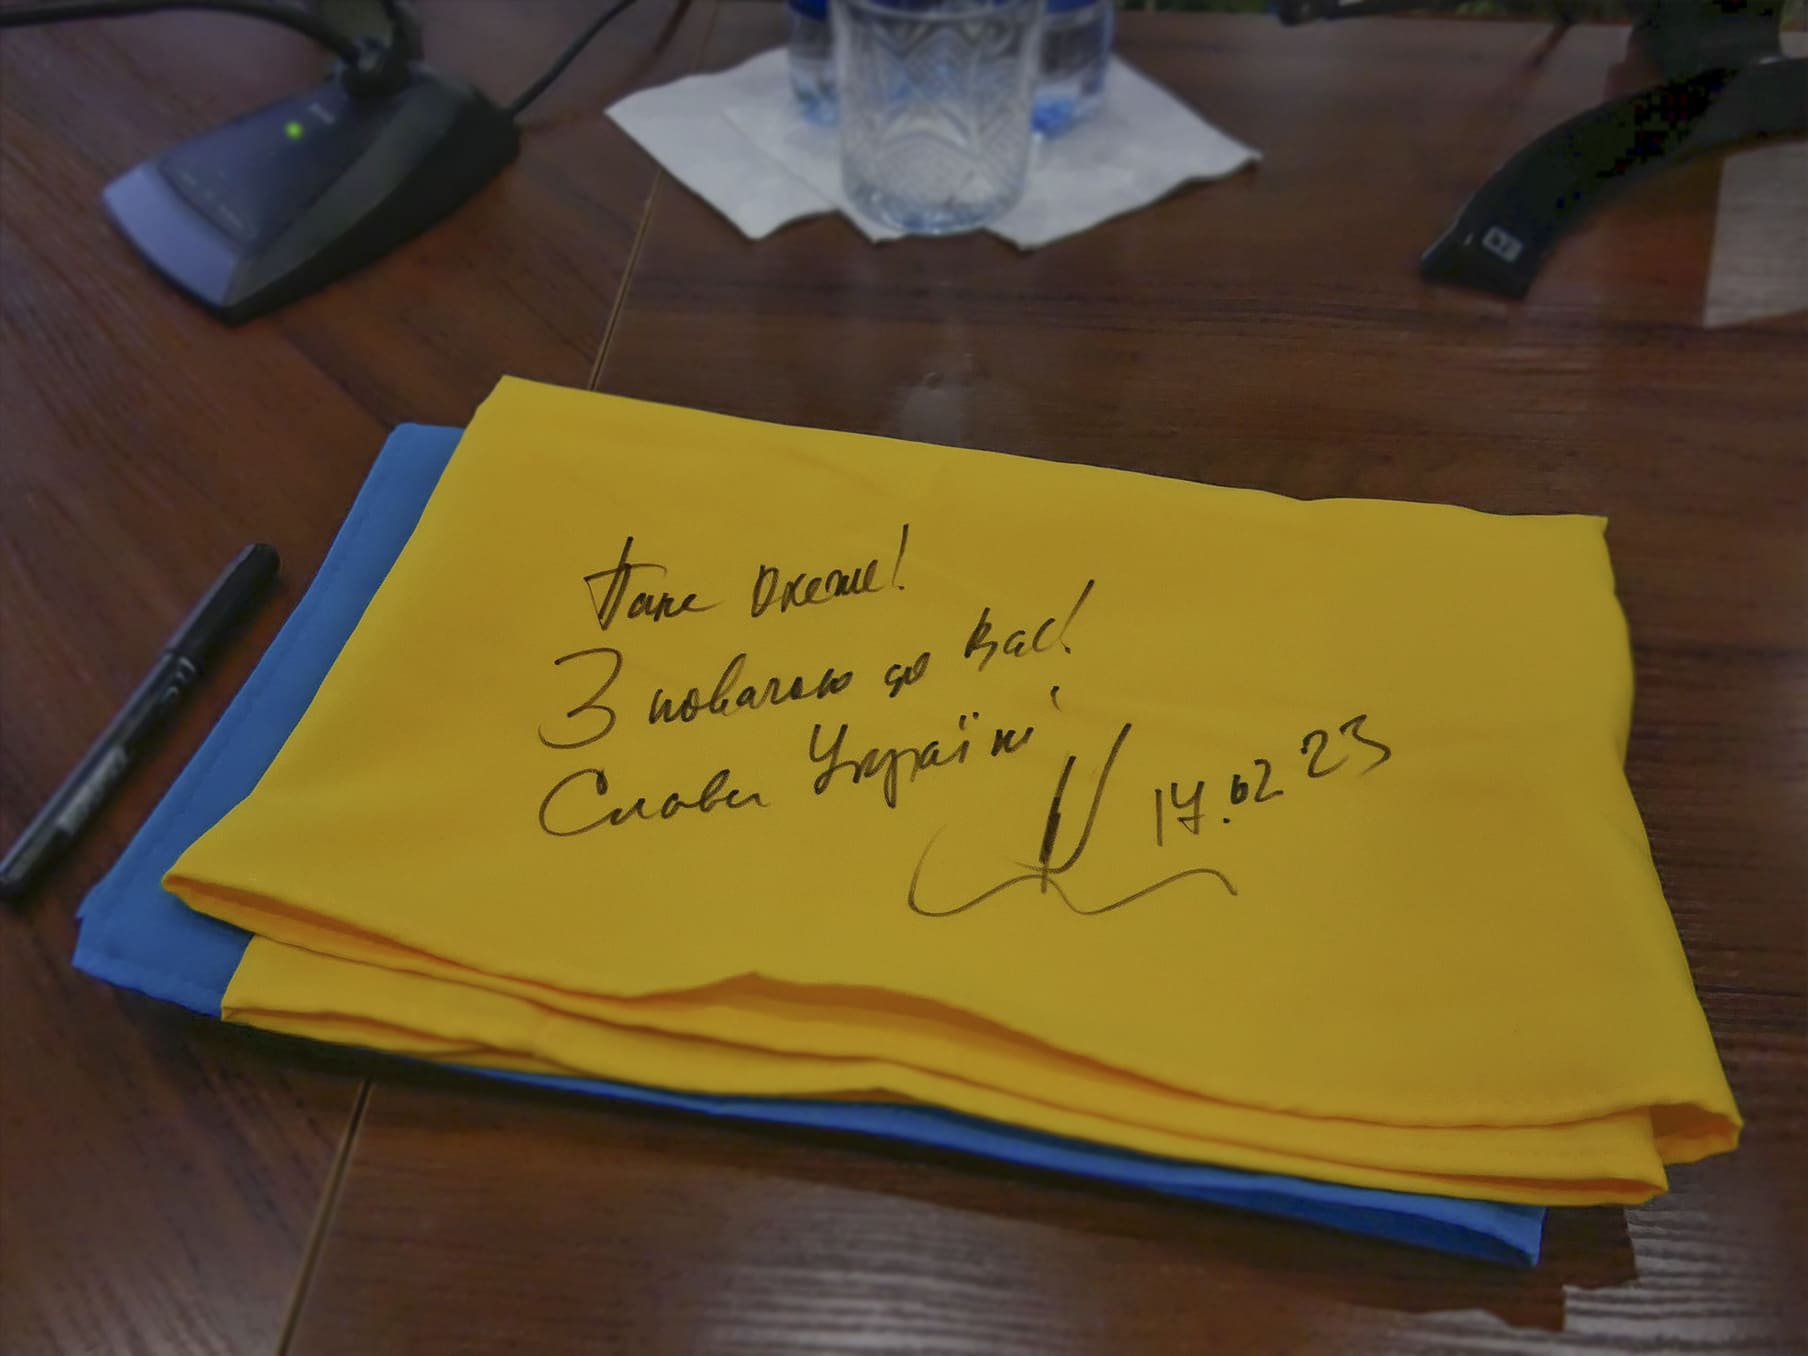 Пане Олеже!
З повагою до Вас!
Слава Україні!
17.02 23